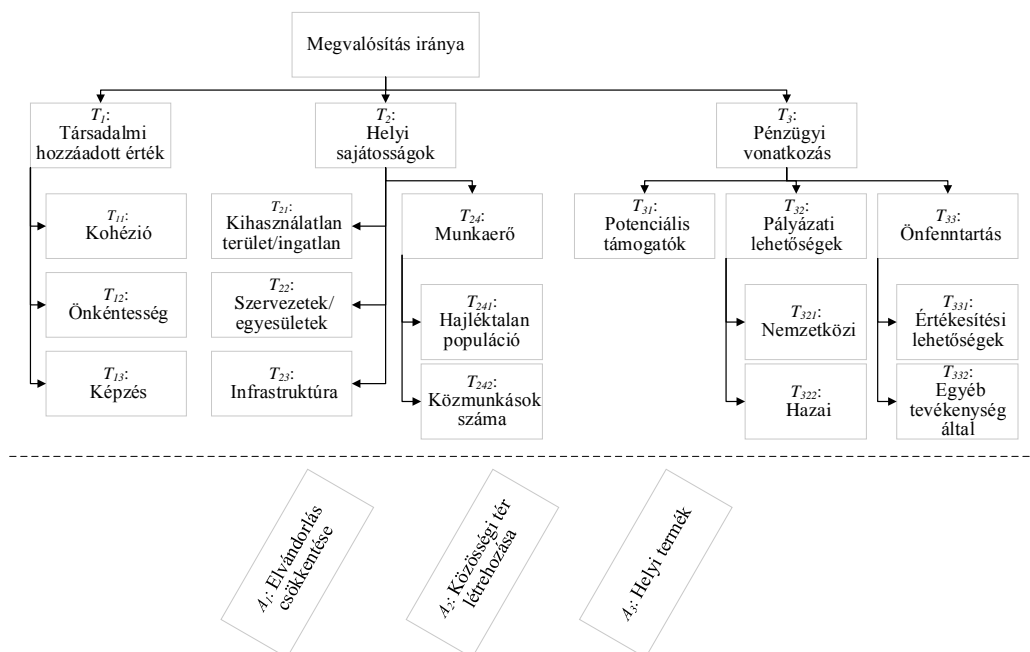 Megvalósítás iránya
T1:
Társadalmi
hozzáadott érték
T2:
Helyi
sajátosságok
T3:
Pénzügyi
vonatkozás
T11:
Kohézió
T21:
Kihasználatlan
terület/ingatlan
T24:
Munkaerő
T31:
Potenciális
támogatók
T32:
Pályázati
lehetőségek
T33:
Önfenntartás
T12:
Önkéntesség
T22:
Szervezetek/
egyesületek
T241:
Hajléktalan
populáció
T321:
Nemzetközi
T331:
Értékesítési
lehetőségek
T13:
Képzés
T23:
Infrastruktúra
T242:
Közmunkások
száma
T322:
Hazai
T332:
Egyéb
tevékenység
által
A1: Elvándorlás
csökkentése
A2: Közösségi tér
létrehozása
A3: Helyi termék